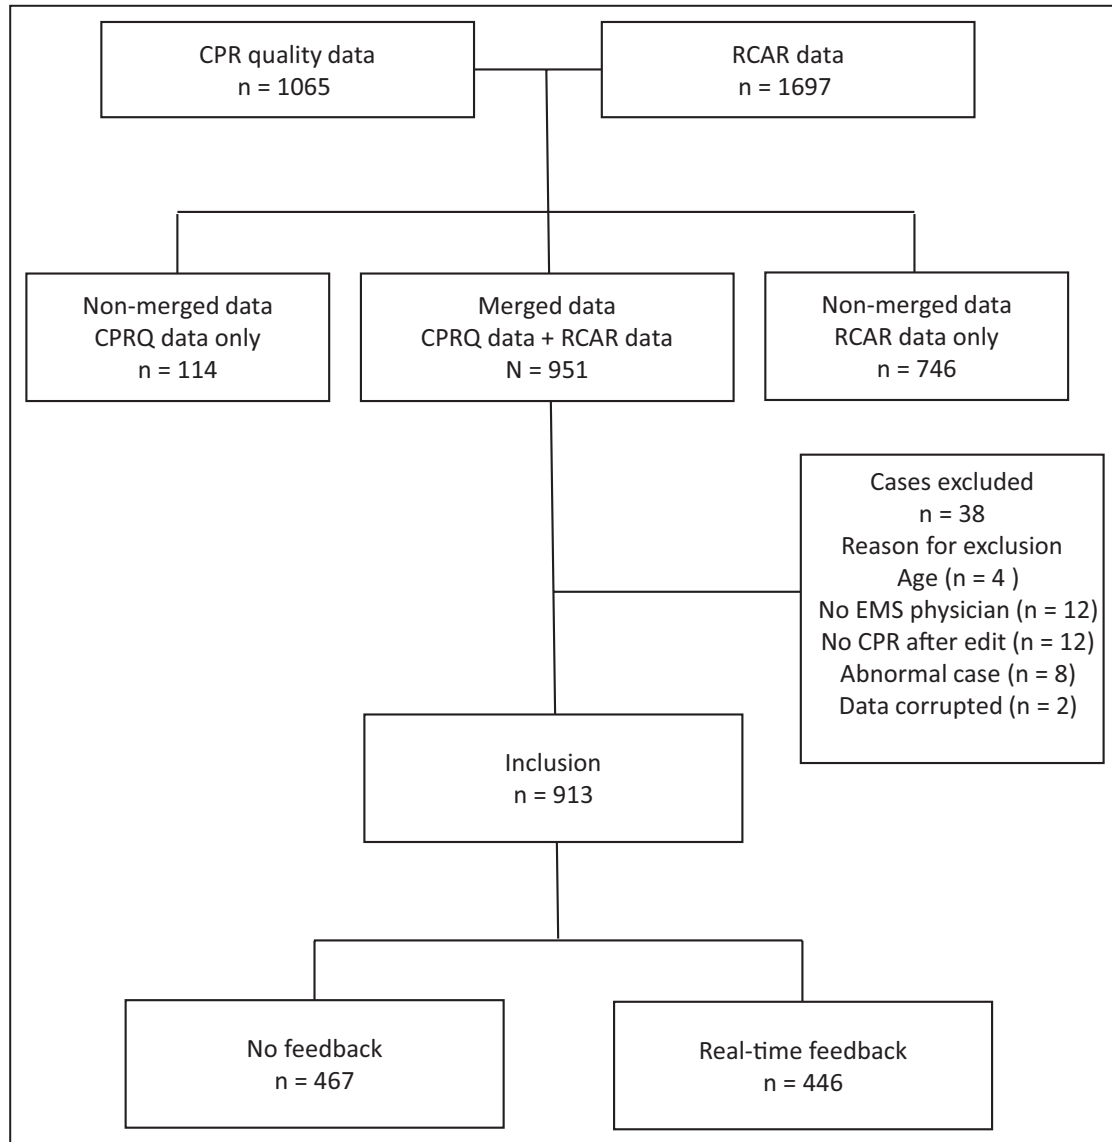 CPR quality data
n = 1065
RCAR data
n = 1697
Non-merged data
CPRQ data only
n = 114
Merged data
CPRQ data + RCAR data
N = 951
Non-merged data
RCAR data only
n = 746
Cases excluded
n = 38
Reason for exclusion
Age (n = 4 )
No EMS physician (n = 12)
No CPR after edit (n = 12)
Abnormal case (n = 8)
Data corrupted (n = 2)
Inclusion
n = 913
No feedback
n = 467
Real-time feedback
n = 446